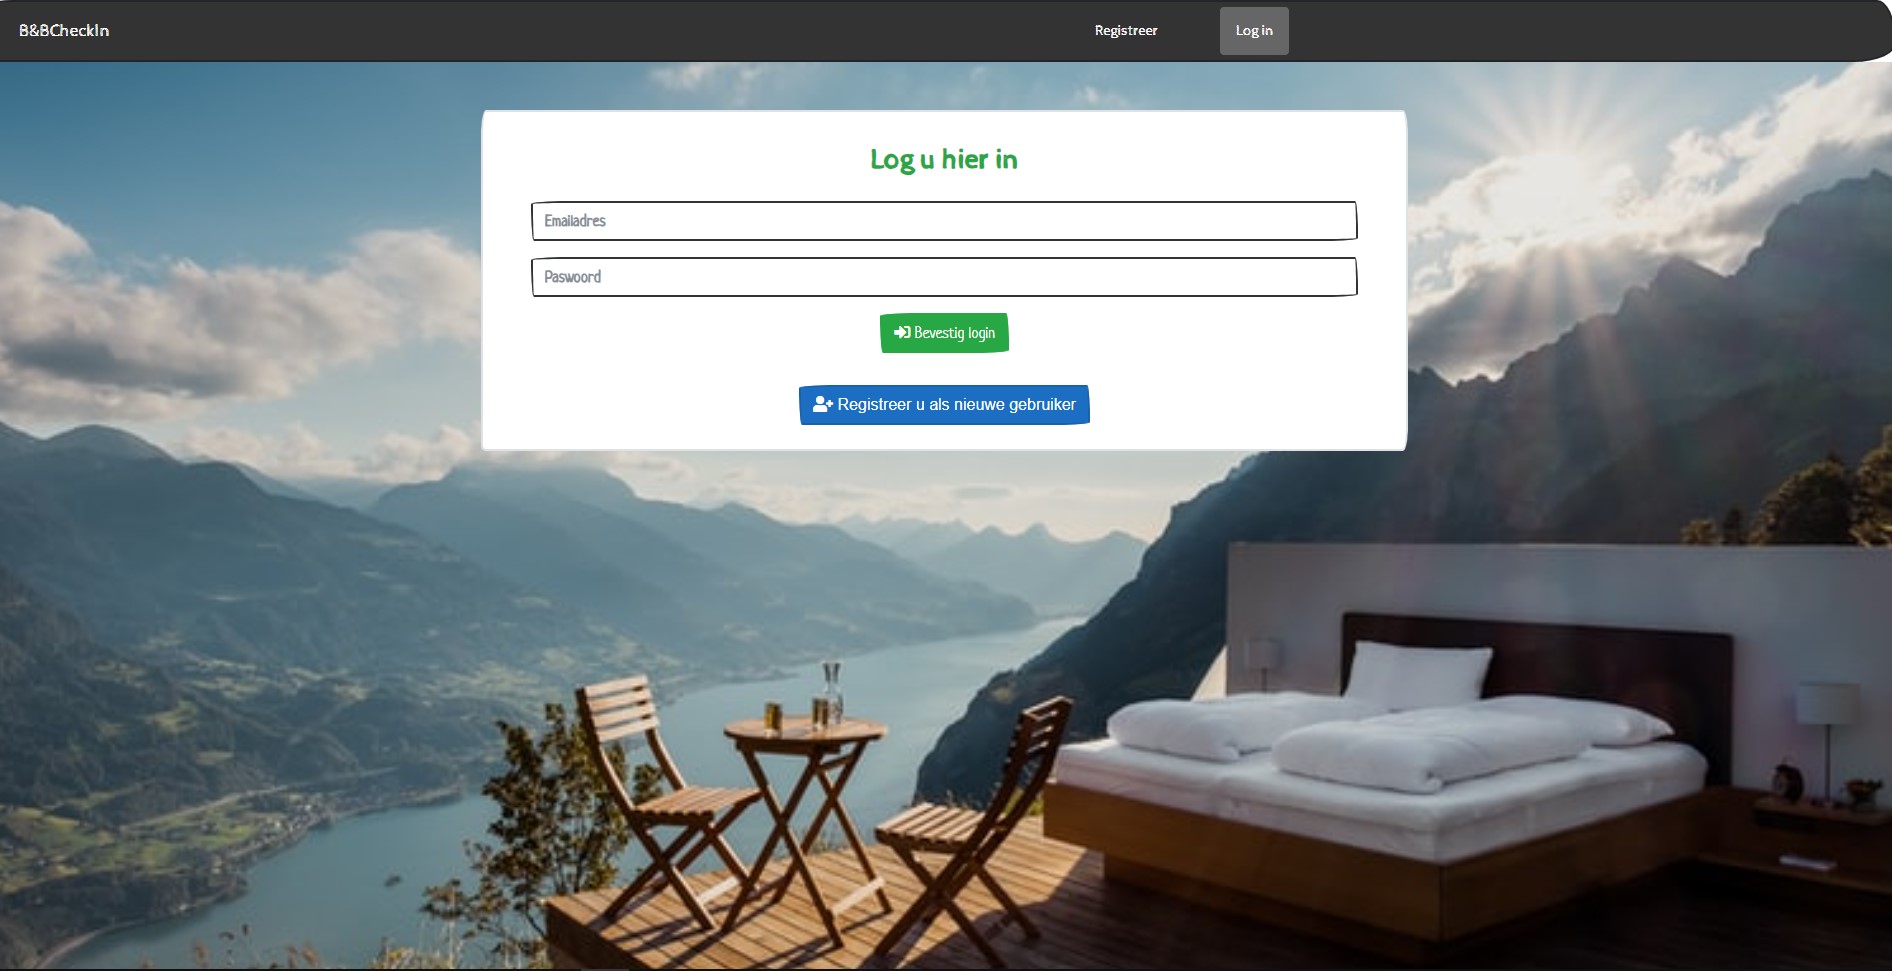 B&BCheckIn
Registreer
Log in
Log u hier in
Emailadres
Paswoord
Bevestig login
Registreer u als nieuwe gebruiker